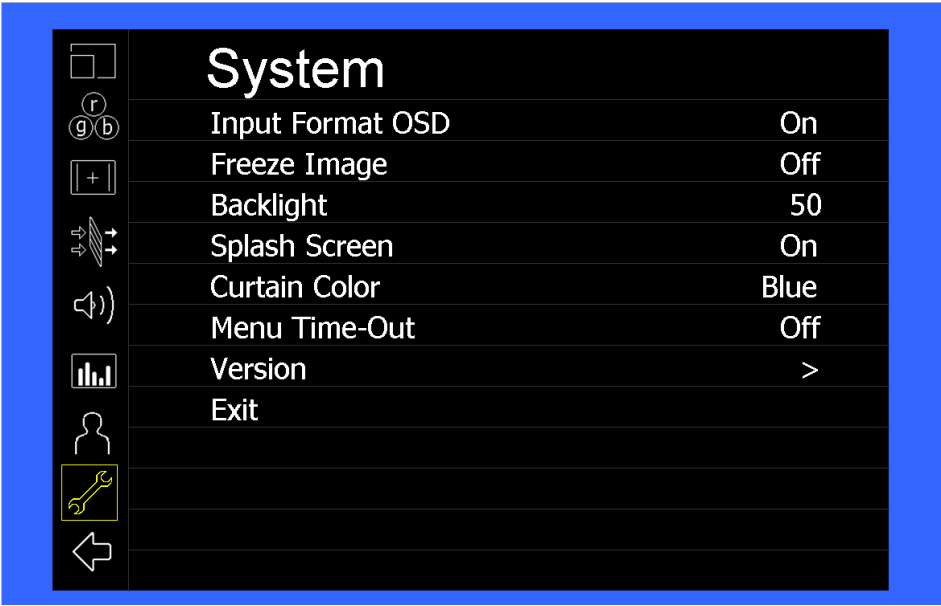 System
r
g b
Input Format OSD On
Freeze Image Off
Backlight 50
Splash Screen On
Curtain Color Blue
Menu Time-Out Off
Version >
Exit